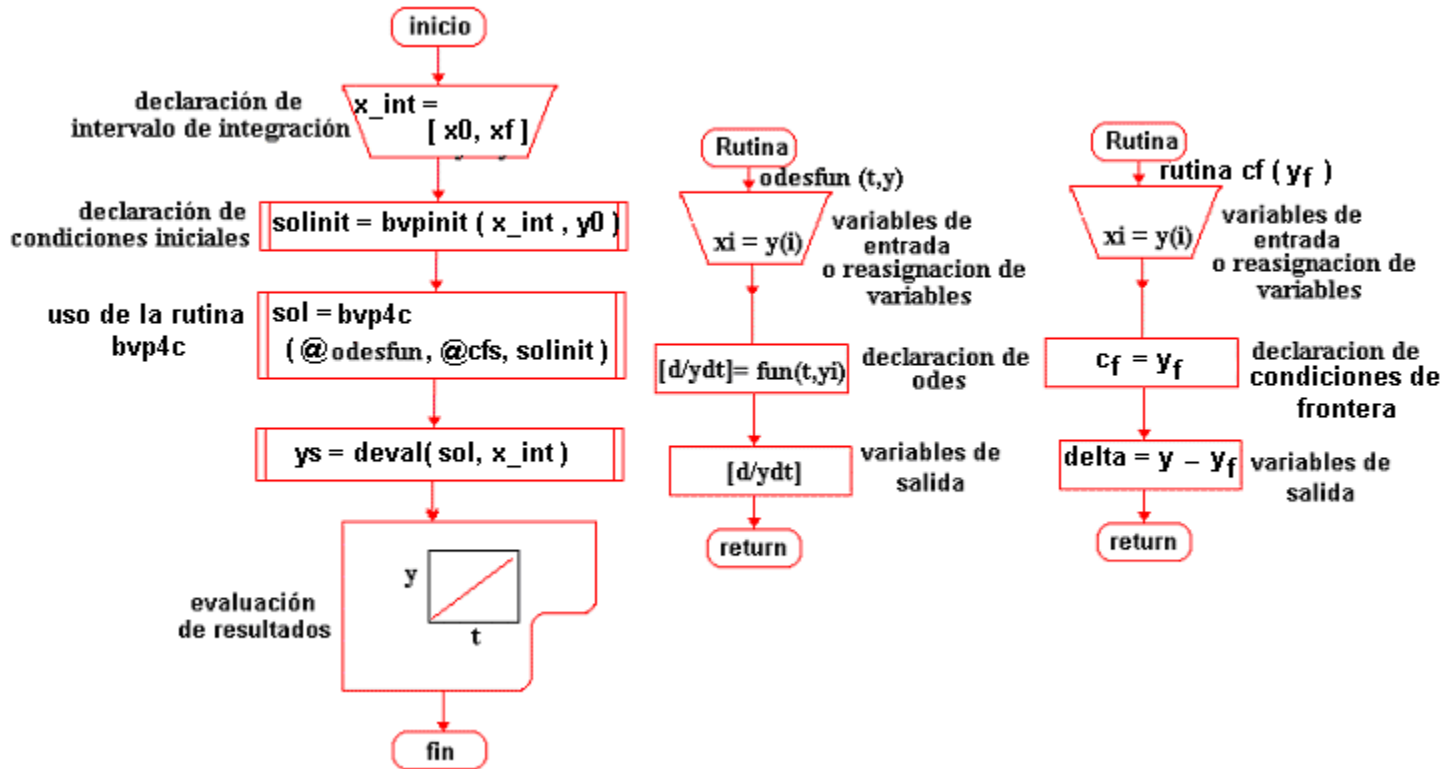 inicio
declaración de
intervalo de integración
x_int =
[ x0, xf ]
declaración de
condiciones iniciales
solinit = bvpinit ( x_int , y0 )
uso de la rutina
bvp4c
sol = bvp4c
( @odesfun, @cfs, solinit )
ys = deval( sol, x_int )
y
t
evaluación
de resultados
fin
Rutina
odesfun (t,y)
xi = y(i)
variables de
entrada
o reasignacion de
variables
[d/ydt]= fun(t,yi)
declaracion de
odes
[d/ydt]
variables de
salida
return
Rutina
rutina cf ( yf )
xi = y(i)
variables de
entrada
o reasignacion de
variables
cf = yf
declaracion de
condiciones de
frontera
delta = y – yf
variables de
salida
return